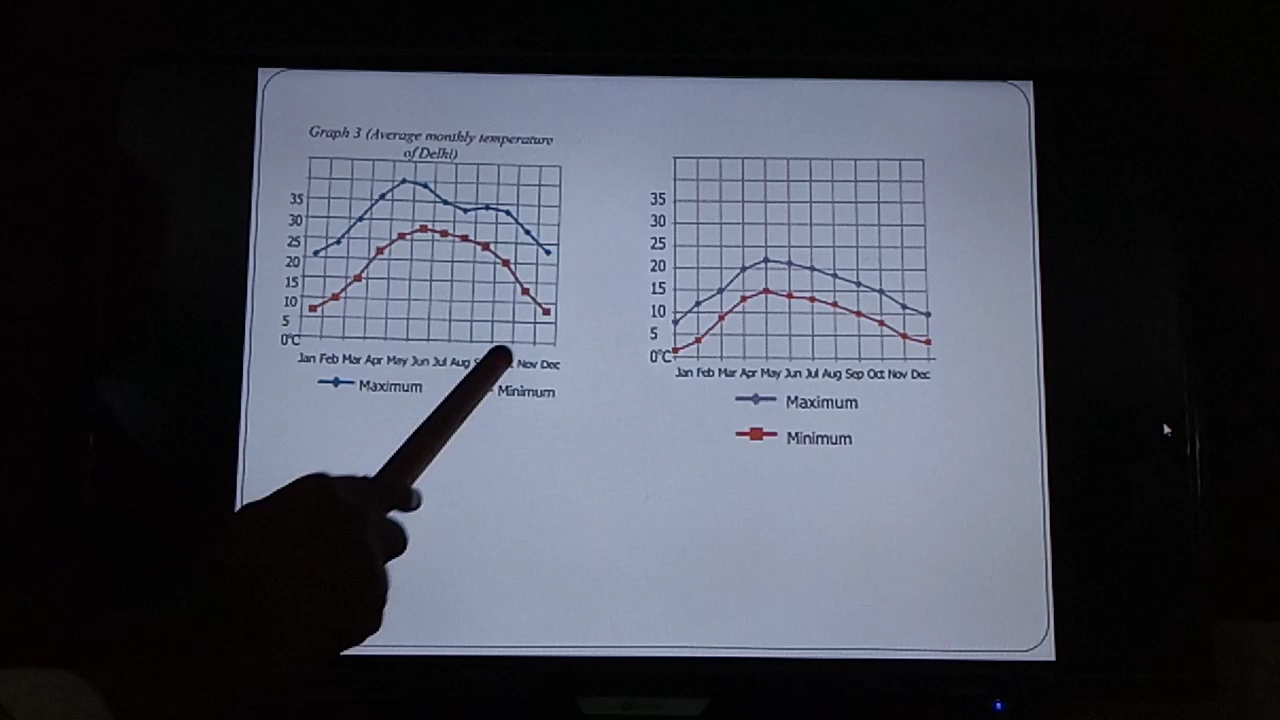 Graph 3 (Average monthly temperature
of Delhi)
35
30
25
20
15
10
5
0°C
Jan Feb Mar Apr May Jun Jul Aug Nov Dec
Maximum Minimum
35
30
25
20
15
10
5
0°C
Jan Feb Mar Apr May Jun Jul Aug Sep Oct Nov Dec
Maximum
Minimum